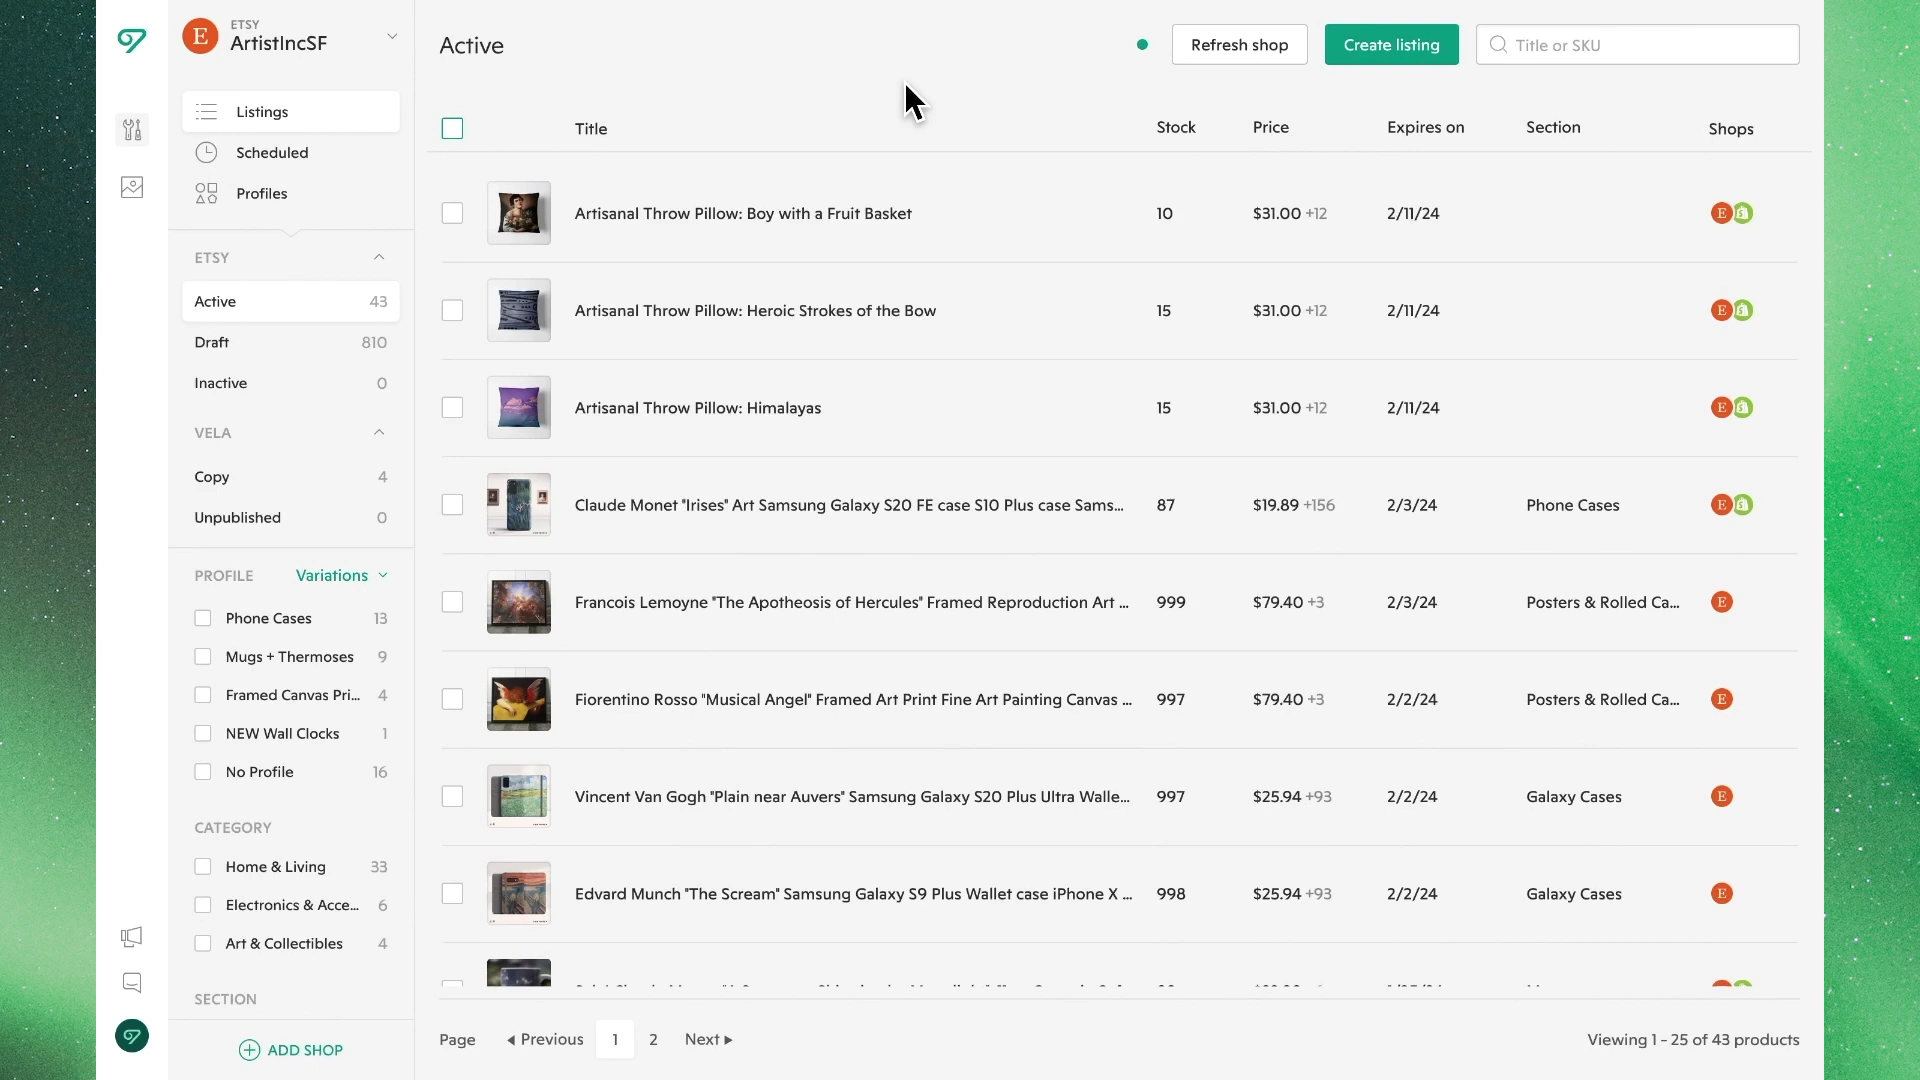 ETSY
ArtistIncSF
Listings
Scheduled
Profiles
ETSY
Active 43
Draft 810
Inactive 0
VELA
Copy 4
Unpublished 0
PROFILE Variations
Phone Cases 13
Mugs + Thermoses 9
Framed Canvas Pri... 4
NEW Wall Clocks 1
No Profile 16
CATEGORY
Home & Living 33
Electronics & Acce... 6
Art & Collectibles 4
SECTION
ADD SHOP
Active
Refresh shop
Create listing
Title or SKU
Title Stock Price Expires on Section Shops
Artisanal Throw Pillow: Boy with a Fruit Basket 10 $31.00 +12 2/11/24 E
Artisanal Throw Pillow: Heroic Strokes of the Bow 15 $31.00 +12 2/11/24 E
Artisanal Throw Pillow: Himalayas 15 $31.00 +12 2/11/24 E
Claude Monet "Irises" Art Samsung Galaxy S20 FE case S10 Plus case Sams... 87 $19.89 +156 2/3/24 Phone Cases E
Francois Lemoyne "The Apotheosis of Hercules" Framed Reproduction Art ... 999 $79.40 +3 2/3/24 Posters & Rolled Ca... E
Fiorentino Rosso "Musical Angel" Framed Art Print Fine Art Painting Canvas ... 997 $79.40 +3 2/2/24 Posters & Rolled Ca... E
Vincent Van Gogh "Plain near Auvers" Samsung Galaxy S20 Plus Ultra Walle... 997 $25.94 +93 2/2/24 Galaxy Cases E
Edvard Munch "The Scream" Samsung Galaxy S9 Plus Wallet case iPhone X ... 998 $25.94 +93 2/2/24 Galaxy Cases E
Page Previous 1 2 Next
Viewing 1 - 25 of 43 products